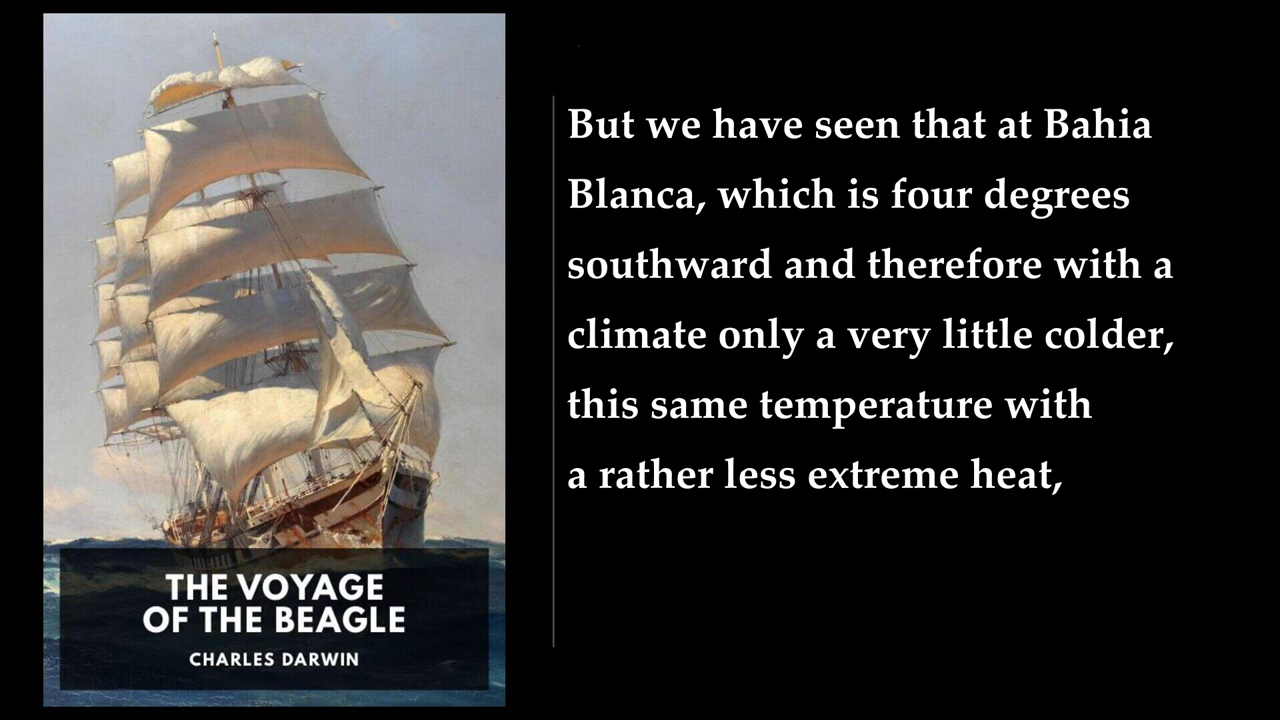 THE VOYAGE
OF THE BEAGLE
CHARLES DARWIN
But we have seen that at Bahia
Blanca, which is four degrees
southward and therefore with a
climate only a very little colder,
this same temperature with
a rather less extreme heat,